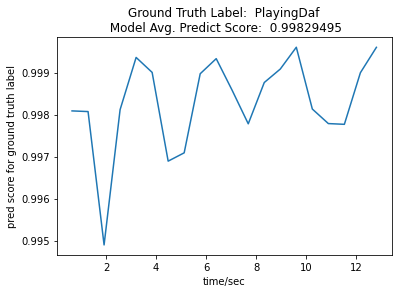 Ground Truth Label:  PlayingDaf
Model Avg. Predict Score:  0.99829495
pred score for ground truth label
0.999
0.998
0.997
0.996
0.995
2 4 6 8 10 12
time/sec